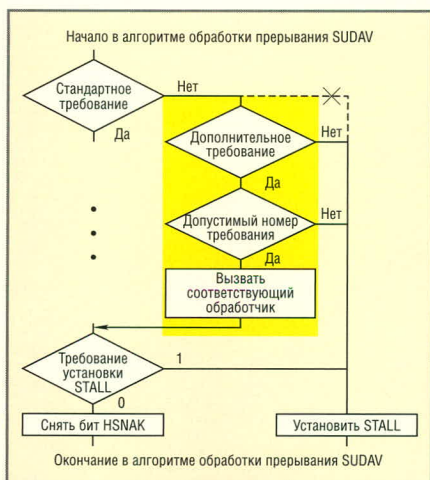 Начало в алгоритме обработки прерывания SUDAV
Стандартное
требование
Нет
Да
Дополнительное
требование
Нет
Да
Допустимый номер
требования
Нет
Да
Вызвать
соответствующий
обработчик
Требование
установки
STALL
1
0
Снять бит HSNAK
Установить STALL
Окончание в алгоритме обработки прерывания SUDAV